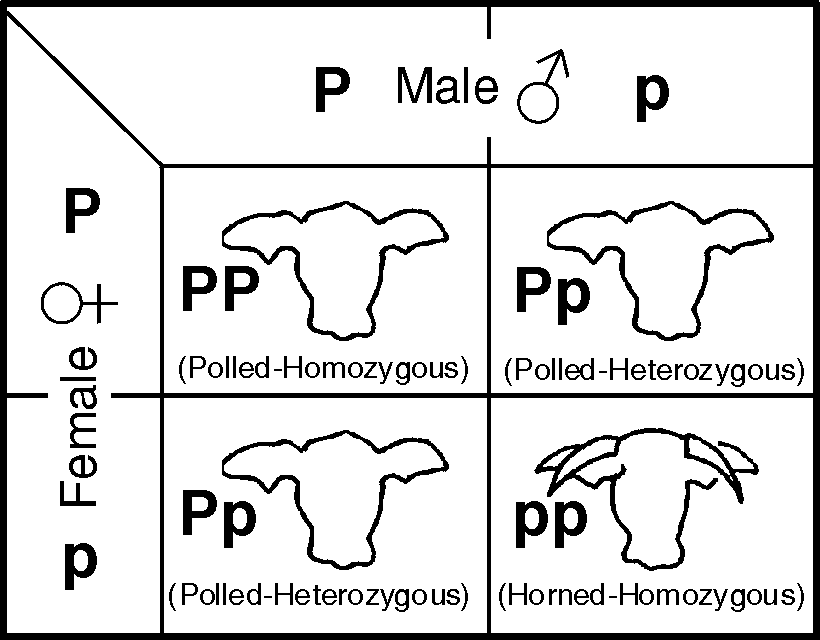 P Male ♂ p
P
♀ Female
p
PP
(Polled-Homozygous)
Pp
(Polled-Heterozygous)
Pp
(Polled-Heterozygous)
pp
(Horned-Homozygous)